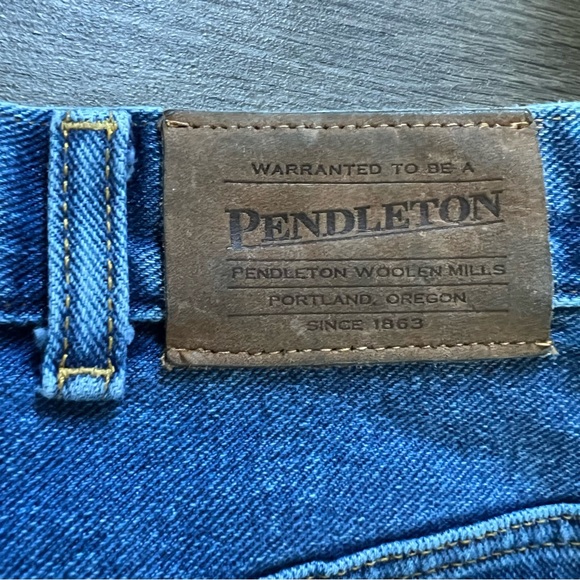 WARRANTED TO BE A
PENDLETON
PENDLETON WOOLEN MILLS
PORTLAND, OREGON
SINCE 1863